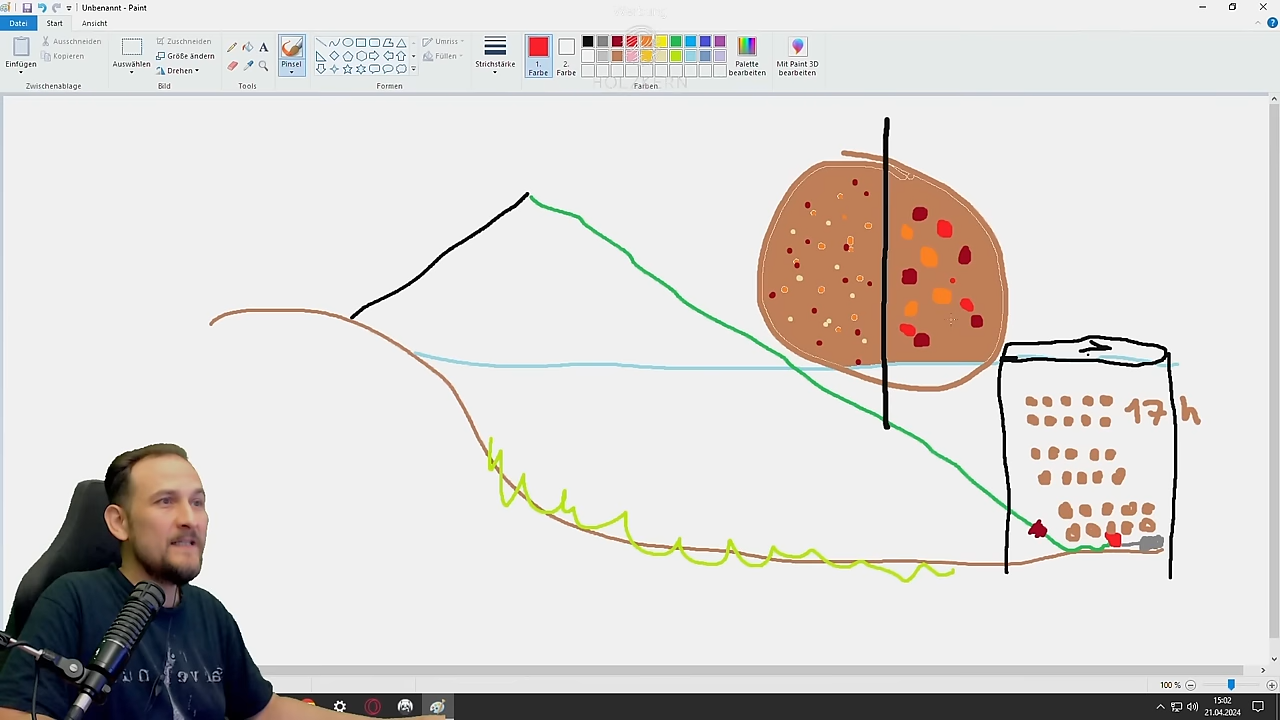 Unbenannt - Paint
Werbung
Datei
Start
Ansicht
Einfügen
Ausschneiden
Kopieren
Zwischenablage
Auswählen
Zuschneiden
Größe ändern
Drehen
Bild
Tools
Pinsel
Formen
Umriss
Füllen
Strichstärke
1.
Farbe
2.
Farbe
Palette
bearbeiten
Farben
HOLZKERN
Mit Paint 3D
bearbeiten
17 h
100 %
15:02
21.04.2024